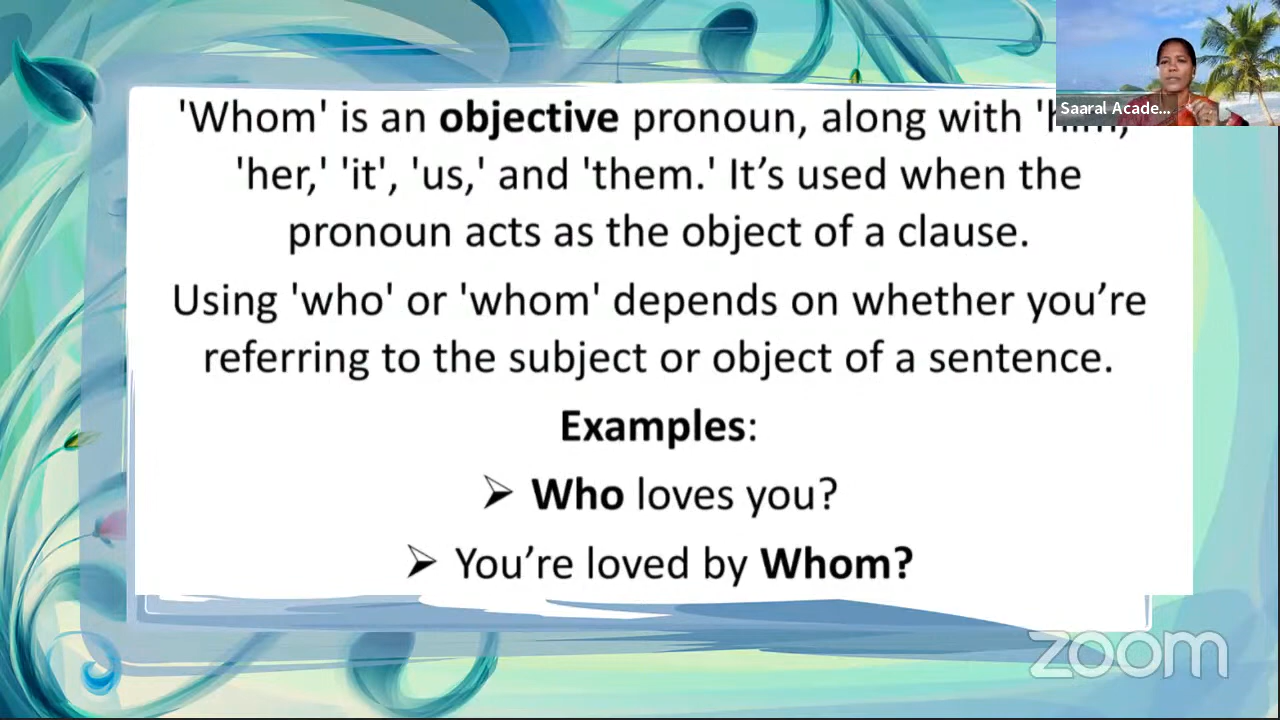 'Whom' is an objective pronoun, along with
'her,' 'it', 'us,' and 'them.' It’s used when the
pronoun acts as the object of a clause.
Using 'who' or 'whom' depends on whether you’re
referring to the subject or object of a sentence.
Examples:
➢ Who loves you?
➢ You’re loved by Whom?
Saaral Acade...
zoom